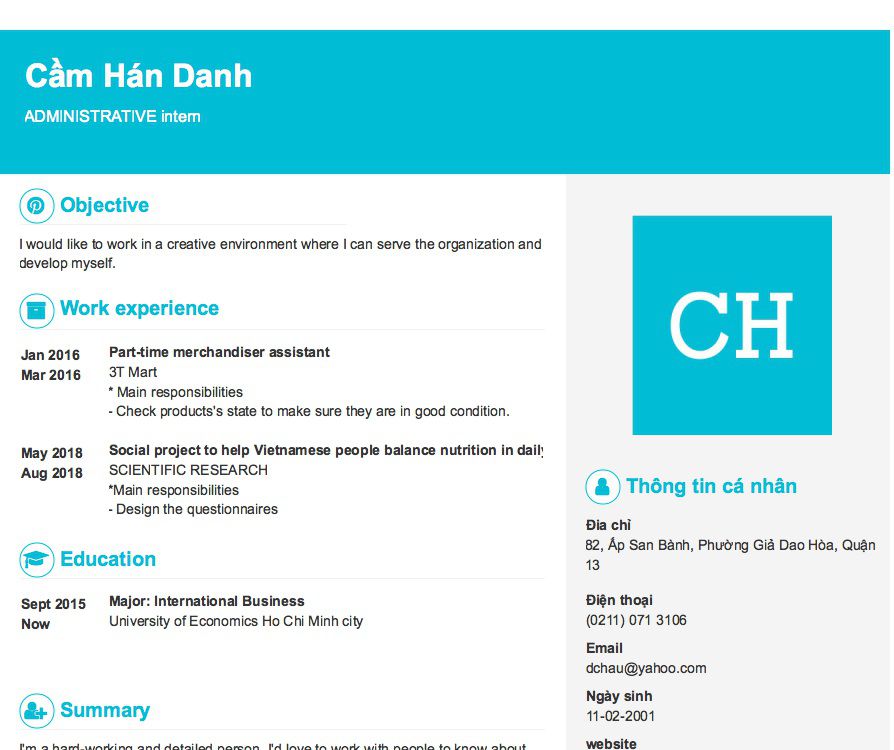 Cầm Hán Danh
ADMINISTRATIVE intern
Objective
I would like to work in a creative environment where I can serve the organization and
develop myself.
Work experience
Jan 2016
Mar 2016
Part-time merchandiser assistant
3T Mart
* Main responsibilities
- Check products's state to make sure they are in good condition.
May 2018
Aug 2018
Social project to help Vietnamese people balance nutrition in daily
SCIENTIFIC RESEARCH
*Main responsibilities
- Design the questionnaires
Education
Sept 2015
Now
Major: International Business
University of Economics Ho Chi Minh city
Summary
I'm a hard-working and detailed person. I'd love to work with people to know about
CH
Thông tin cá nhân
Địa chỉ
82, Ấp San Bành, Phường Giả Dao Hòa, Quận
13
Điện thoại
(0211) 071 3106
Email
dchau@yahoo.com
Ngày sinh
11-02-2001
website